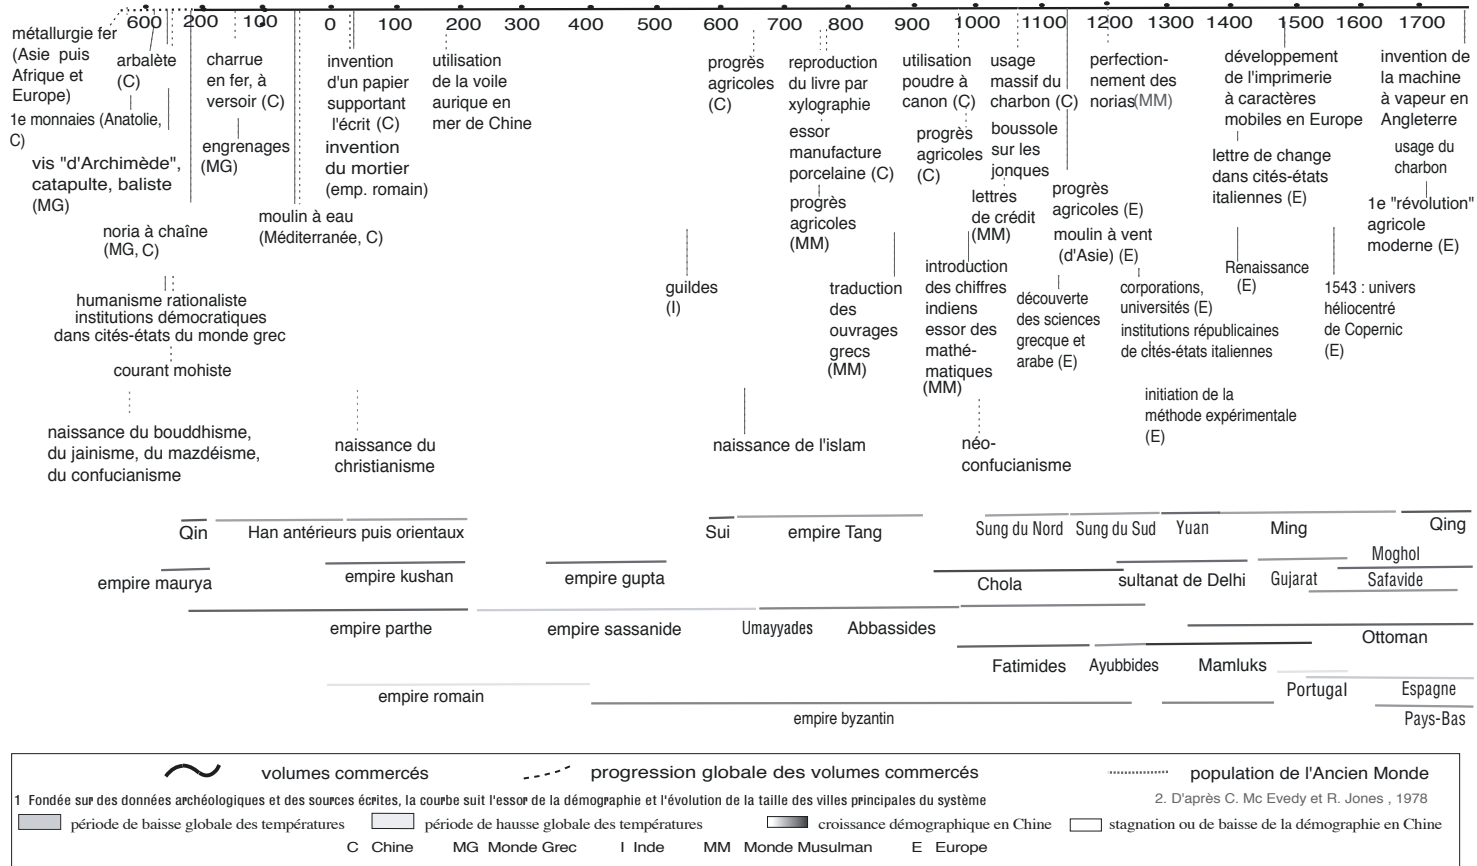 600 200 100 0 100 200 300 400 500 600 700 800 900 1000 1100 1200 1300 1400 1500 1600 1700
métallurgie fer
(Asie puis
Afrique et
Europe)
1e monnaies (Anatolie,
C)
arbalète
(C)
vis "d'Archimède",
catapulte, baliste
(MG)
noria à chaîne
(MG, C)
charrue
en fer, à
versoir (C)
engrenages
(MG)
moulin à eau
(Méditerranée, C)
invention
d'un papier
supportant
l'écrit (C)
invention
du mortier
(emp. romain)
utilisation
de la voile
aurique en
mer de Chine
progrès
agricoles
(C)
reproduction
du livre par
xylographie
essor
manufacture
porcelaine (C)
progrès
agricoles
(MM)
utilisation
poudre à
canon (C)
progrès
agricoles
(C)
usage
massif du
charbon (C)
boussole
sur les
jonques
lettres
de crédit
(MM)
progrès
agricoles (E)
moulin à vent
(d'Asie) (E)
perfection-
nement des
norias(MM)
développement
de l'imprimerie
à caractères
mobiles en Europe
lettre de change
dans cités-états
italiennes (E)
invention de
la machine
à vapeur en
Angleterre
usage du
charbon
1e "révolution"
agricole
moderne (E)
humanisme rationaliste
institutions démocratiques
dans cités-états du monde grec
courant mohiste
guildes
(I)
traduction
des
ouvrages
grecs
(MM)
introduction
des chiffres
indiens
essor des
mathé-
matiques
(MM)
découverte
des sciences
grecque et
arabe (E)
corporations,
universités (E)
institutions républicaines
de cités-états italiennes
Renaissance
(E)
1543 : univers
héliocentré
de Copernic
(E)
initiation de la
méthode expérimentale
(E)
naissance du bouddhisme,
du jainisme, du mazdéisme,
du confucianisme
naissance du
christianisme
naissance de l'islam
néo-
confucianisme
Qin Han antérieurs puis orientaux Sui empire Tang Sung du Nord Sung du Sud Yuan Ming Qing
empire maurya empire kushan empire gupta Chola sultanat de Delhi Gujarat Moghol
Safavide
empire parthe empire sassanide Umayyades Abbassides Ottoman
Fatimides Ayubbides Mamluks
empire romain Portugal Espagne
empire byzantin Pays-Bas
volumes commercés progression globale des volumes commercés population de l'Ancien Monde
1 Fondée sur des données archéologiques et des sources écrites, la courbe suit l'essor de la démographie et l'évolution de la taille des villes principales du système 2. D'après C. Mc Evedy et R. Jones , 1978
période de baisse globale des températures période de hausse globale des températures croissance démographique en Chine stagnation ou de baisse de la démographie en Chine
C Chine MG Monde Grec I Inde MM Monde Musulman E Europe